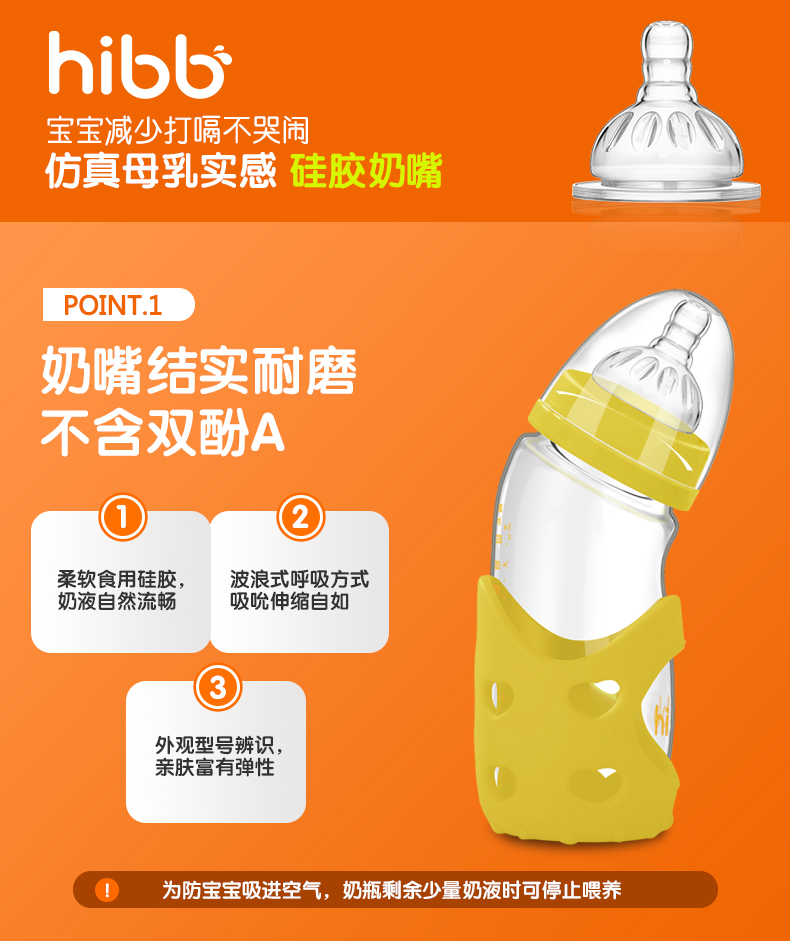 hibb
宝宝减少打嗝不哭闹
仿真母乳实感 硅胶奶嘴
POINT.1
奶嘴结实耐磨
不含双酚A
1
柔软食用硅胶，
奶液自然流畅
2
波浪式呼吸方式
吸吮伸缩自如
3
外观型号辨识，
亲肤富有弹性
hi
! 为防宝宝吸进空气，奶瓶剩余少量奶液时可停止喂养